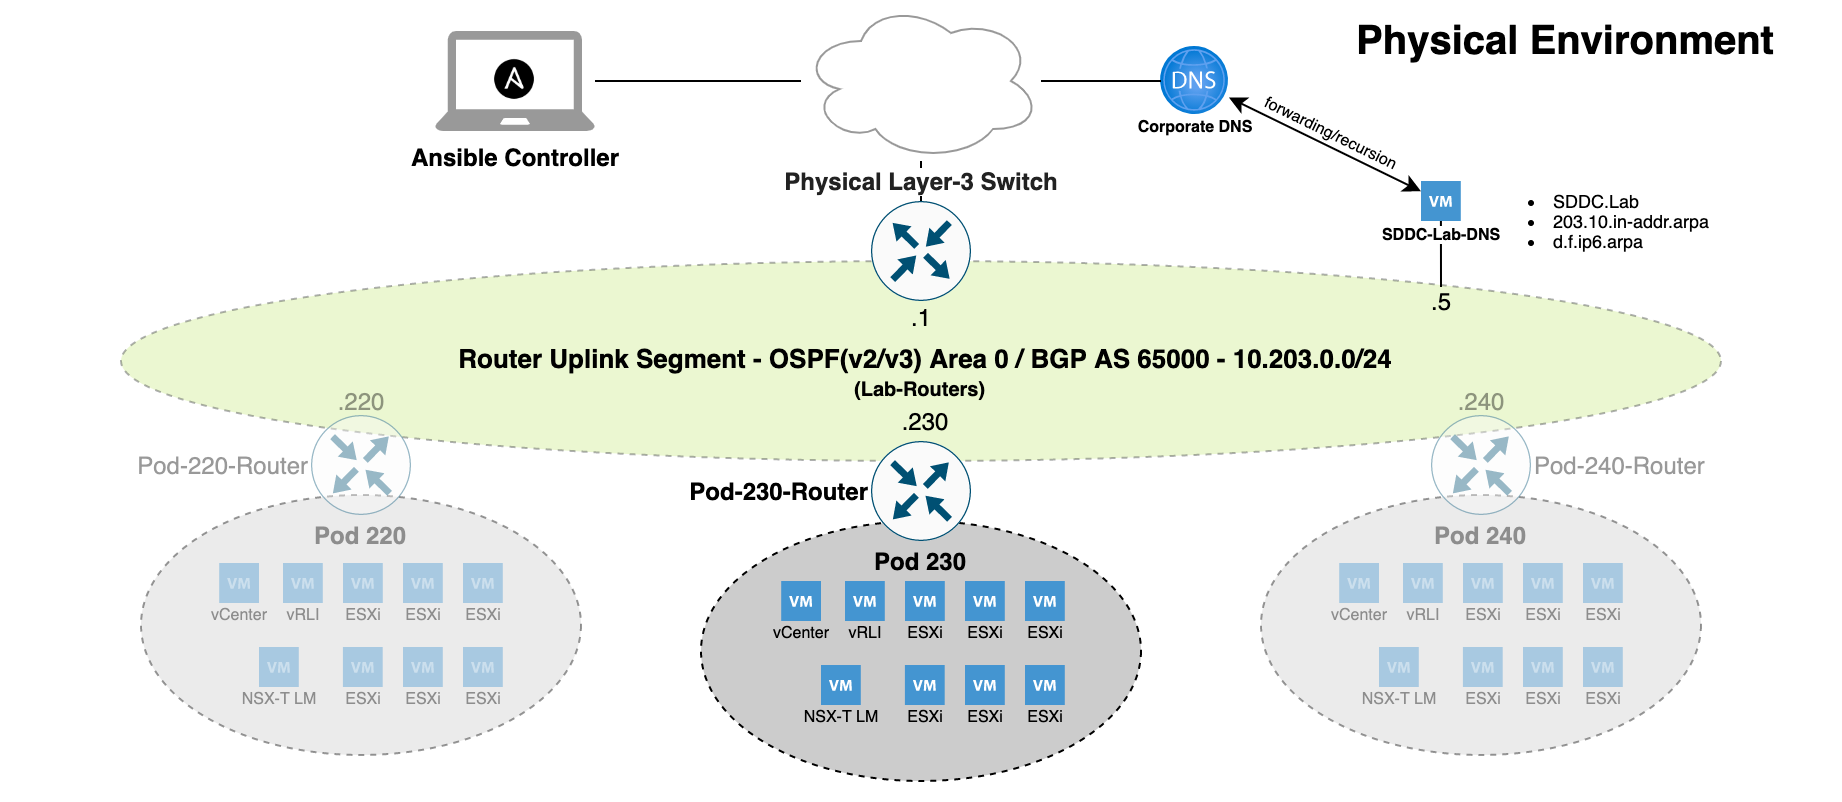 Physical Environment
DNS
Corporate DNS
forwarding/recursion
Ansible Controller
Physical Layer-3 Switch
VM
SDDC-Lab-DNS
• SDDC.Lab
• 203.10.in-addr.arpa
• d.f.ip6.arpa
.5
.1
Router Uplink Segment - OSPF(v2/v3) Area 0 / BGP AS 65000 - 10.203.0.0/24
(Lab-Routers)
.220
.230
.240
Pod-220-Router
Pod-230-Router
Pod-240-Router
Pod 220
VM VM VM VM VM
vCenter vRLI ESXi ESXi ESXi
VM VM VM VM
NSX-T LM ESXi ESXi ESXi
Pod 230
VM VM VM VM VM
vCenter vRLI ESXi ESXi ESXi
VM VM VM VM
NSX-T LM ESXi ESXi ESXi
Pod 240
VM VM VM VM VM
vCenter vRLI ESXi ESXi ESXi
VM VM VM VM
NSX-T LM ESXi ESXi ESXi